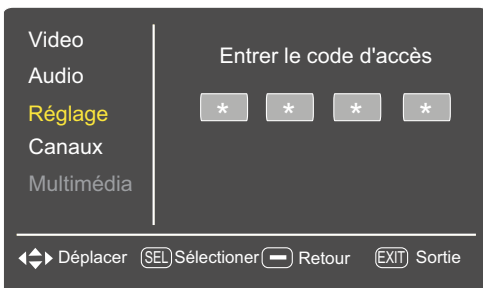 Video
Audio
Réglage
Canaux
Multimédia
Entrer le code d'accès
* * * *
Déplacer SEL Sélectioner Retour EXIT Sortie